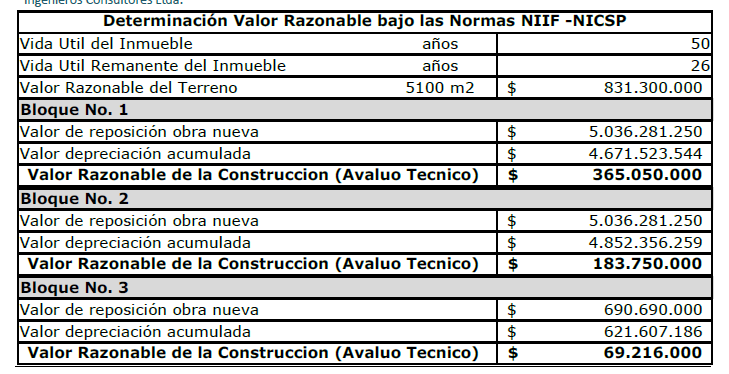 Ingenieros Consultores Ltda.
Determinación Valor Razonable bajo las Normas NIIF -NICSP
Vida Util del Inmueble años 50
Vida Util Remanente del Inmueble años 26
Valor Razonable del Terreno 5100 m2 $ 831.300.000
Bloque No. 1
Valor de reposición obra nueva $ 5.036.281.250
Valor depreciación acumulada $ 4.671.523.544
Valor Razonable de la Construccion (Avaluo Tecnico) $ 365.050.000
Bloque No. 2
Valor de reposición obra nueva $ 5.036.281.250
Valor depreciación acumulada $ 4.852.356.259
Valor Razonable de la Construccion (Avaluo Tecnico) $ 183.750.000
Bloque No. 3
Valor de reposición obra nueva $ 690.690.000
Valor depreciación acumulada $ 621.607.186
Valor Razonable de la Construccion (Avaluo Tecnico) $ 69.216.000